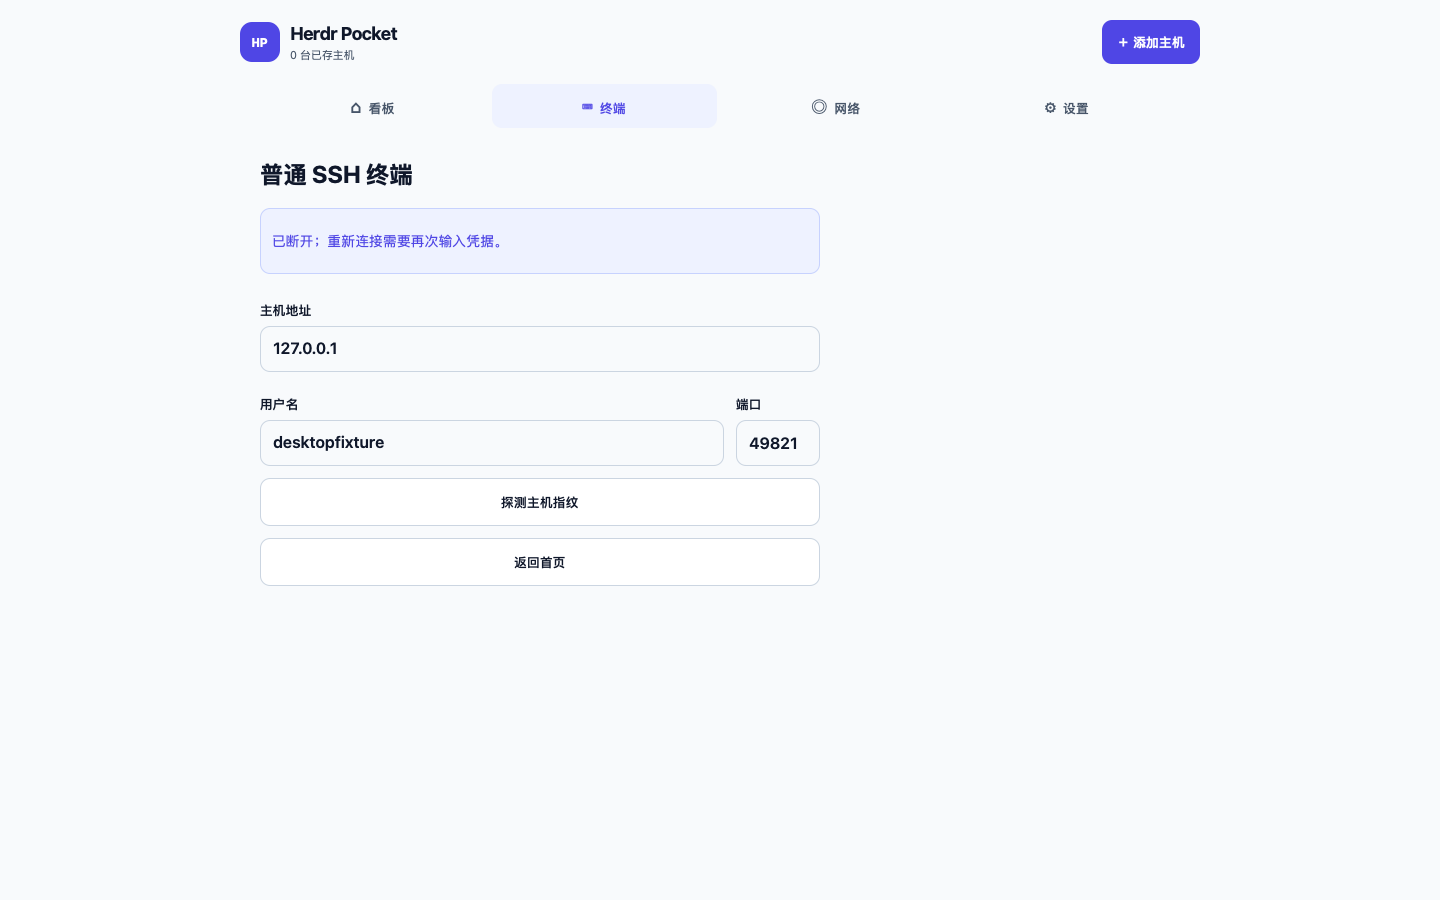 HP
Herdr Pocket
0 台已存主机
+ 添加主机
看板
终端
网络
设置
普通 SSH 终端
已断开；重新连接需要再次输入凭据。
主机地址
127.0.0.1
用户名
端口
desktopfixture
49821
探测主机指纹
返回首页